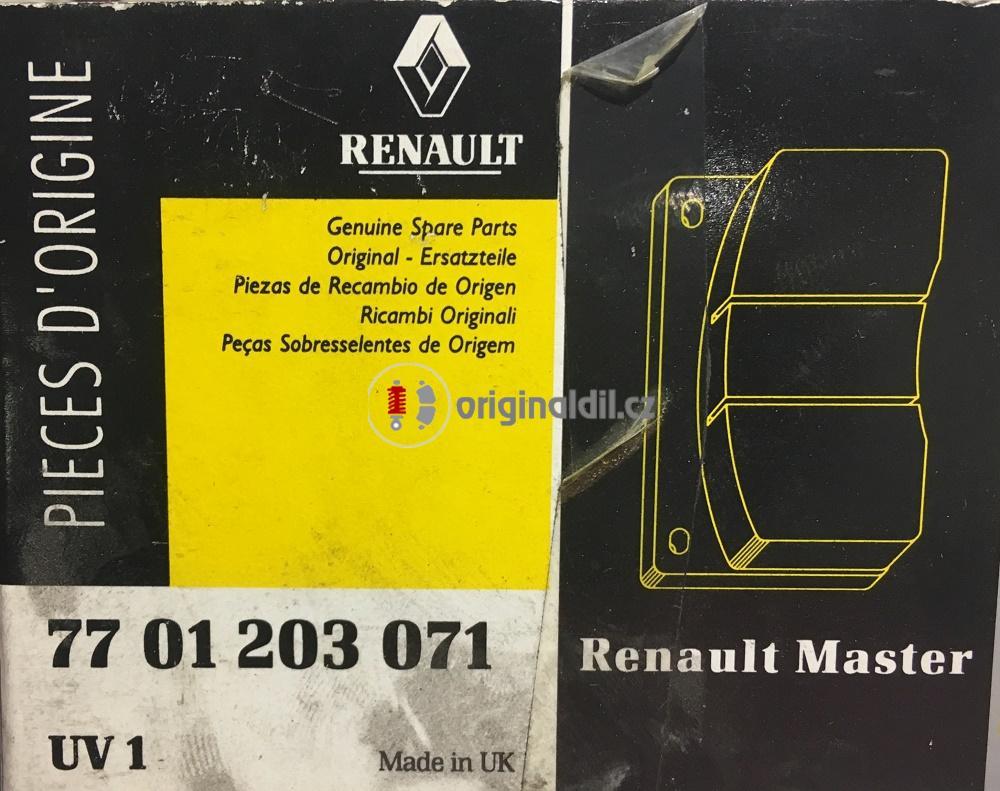 PIECES D'ORIGINE
RENAULT
Genuine Spare Parts
Original - Ersatzteile
Piezas de Recambio de Origen
Ricambi Originali
Peças Sobresselentes de Origem
originaldil.cz
77 01 203 071
UV 1
Made in UK
Renault Master